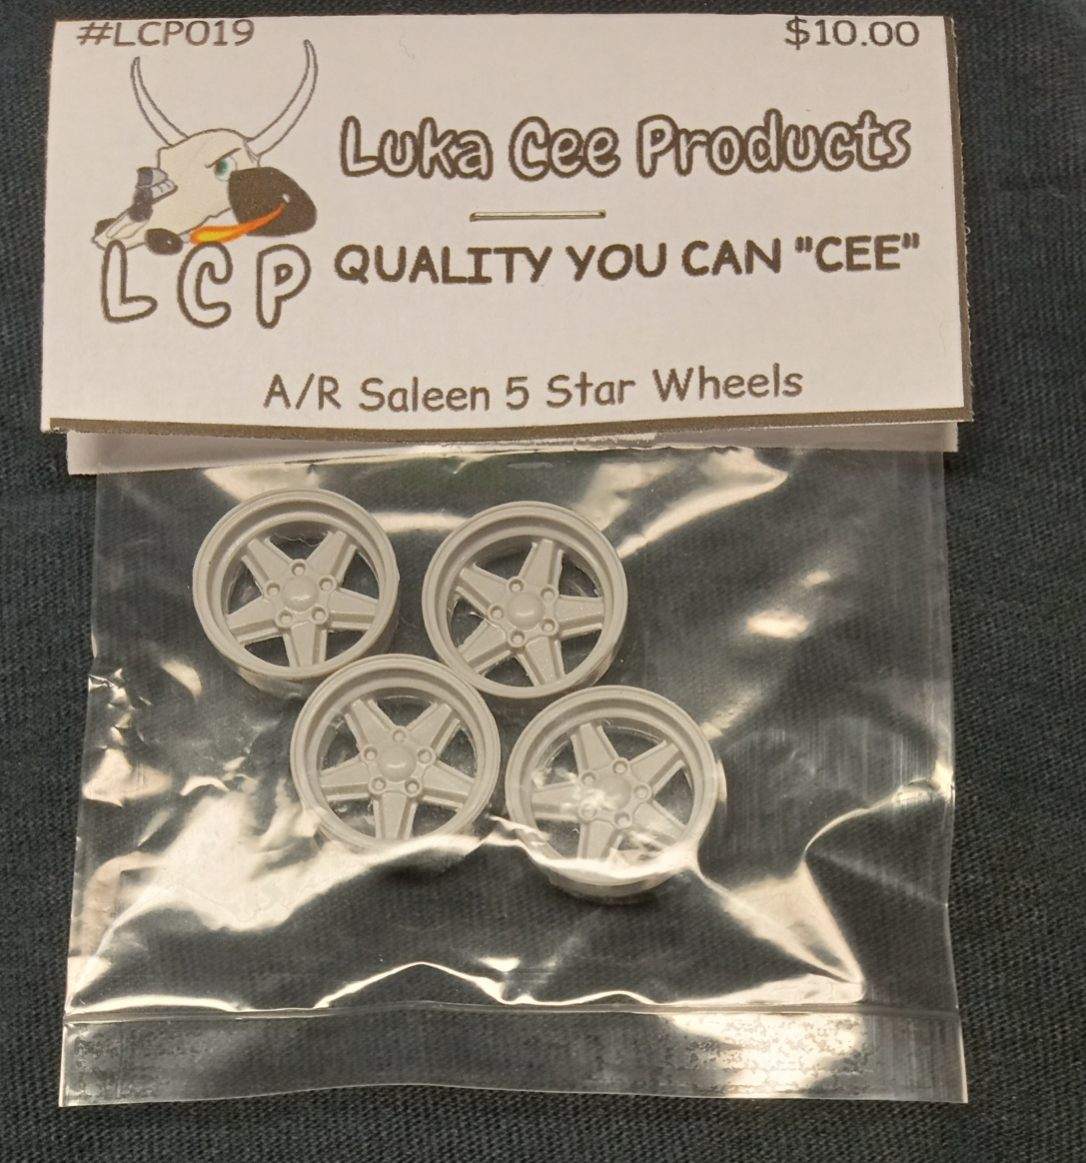 #LCP019
$10.00
Luka Cee Products
LCP
QUALITY YOU CAN "CEE"
A/R Saleen 5 Star Wheels